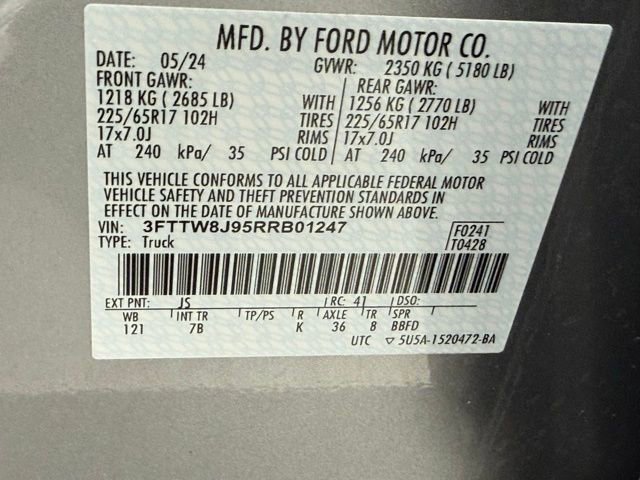 MFD. BY FORD MOTOR CO.
DATE: 05/24 GVWR: 2350 KG ( 5180 LB)
FRONT GAWR: REAR GAWR:
1218 KG ( 2685 LB) WITH 1256 KG ( 2770 LB) WITH
225/65R17 102H TIRES 225/65R17 102H TIRES
17x7.0J RIMS 17x7.0J RIMS
AT 240 kPa/ 35 PSI COLD AT 240 kPa/ 35 PSI COLD
THIS VEHICLE CONFORMS TO ALL APPLICABLE FEDERAL MOTOR
VEHICLE SAFETY AND THEFT PREVENTION STANDARDS IN
EFFECT ON THE DATE OF MANUFACTURE SHOWN ABOVE.
VIN: 3FTTW8J95RRB01247 F0241
TYPE: Truck T0428
EXT PNT: JS RC: 41 DSO:
WB INT TR TP/PS R AXLE TR SPR
121 7B K 36 8 BBFD
UTC 5U5A-1520472-BA